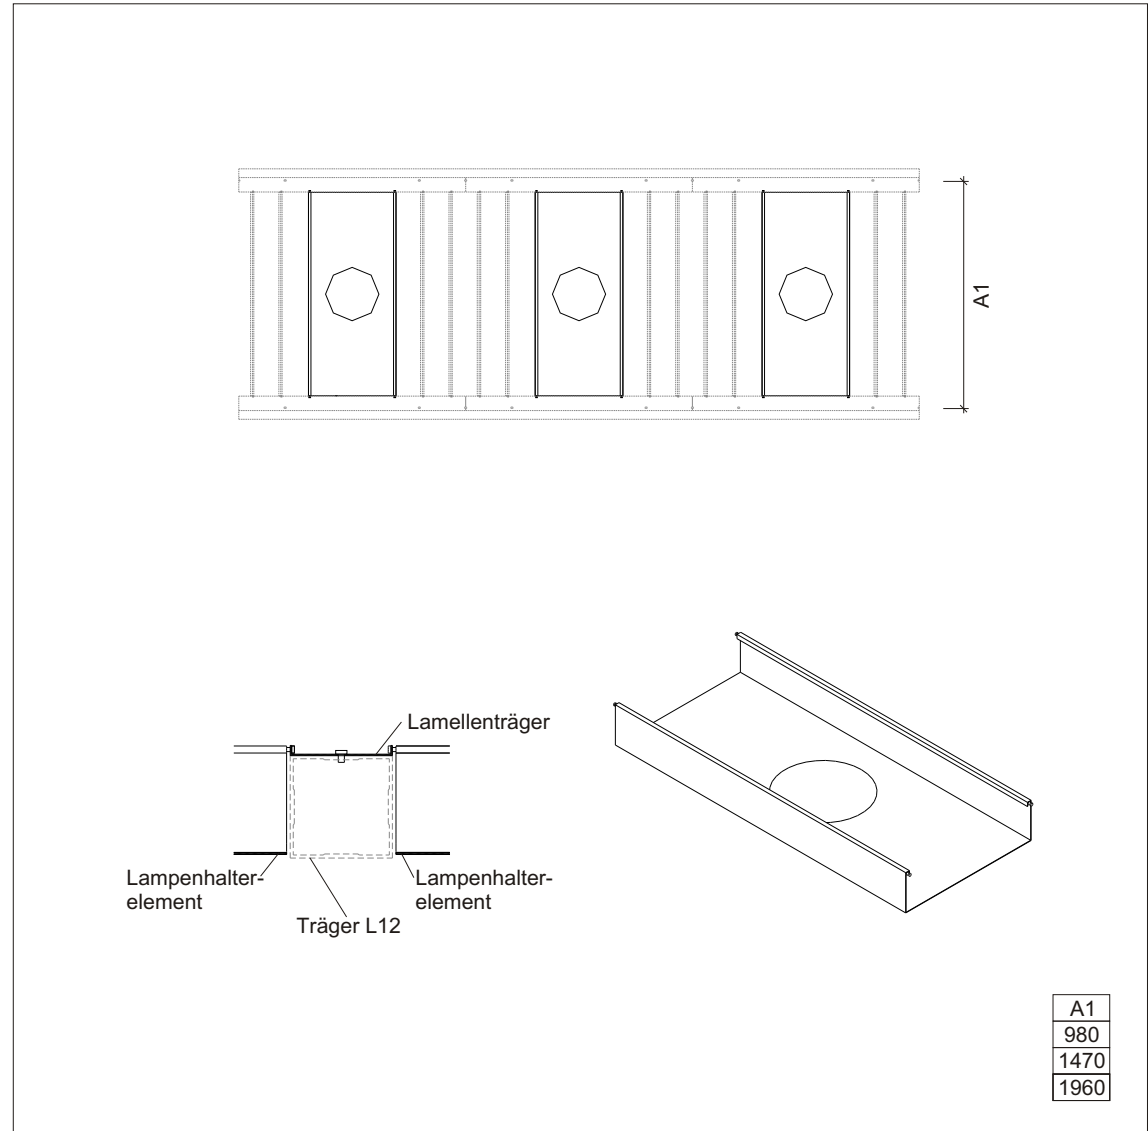 A1
Lamellenträger
Lampenhalter-
element
Lampenhalter-
element
Träger L12
A1
980
1470
1960